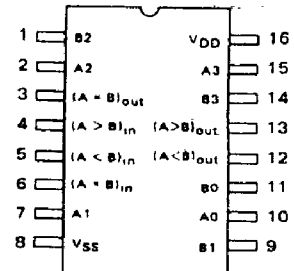 1 B2 VDD 16
2 A2 A3 15
3 (A = B)out B3 14
4 (A > B)in (A>B)out 13
5 (A < B)in (A<B)out 12
6 (A = B)in B0 11
7 A1 A0 10
8 VSS B1 9